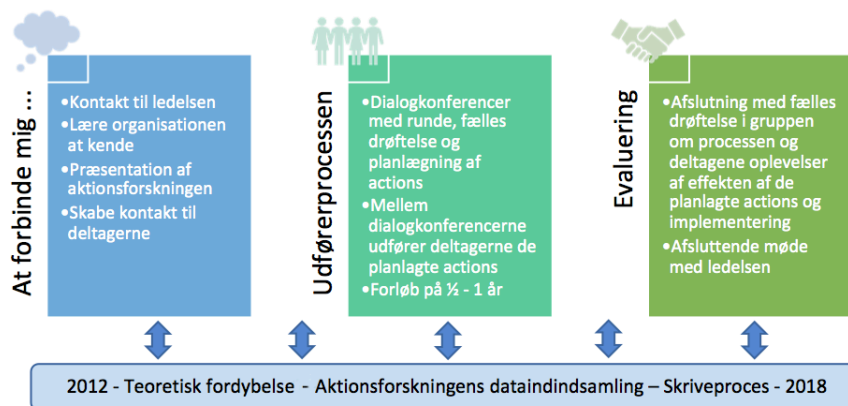 At forbinde mig ...
•Kontakt til ledelsen
•Lære organisationen
at kende
•Præsentation af
aktionsforskningen
•Skabe kontakt til
deltagerne
Udførerprocessen
•Dialogkonferencer
med runde, fælles
drøftelse og
planlægning af
actions
•Mellem
dialogkonferencerne
udfører deltagerne de
planlagte actions
•Forløb på ½ - 1 år
Evaluering
•Afslutning med fælles
drøftelse i gruppen
om processen og
deltagene oplevelser
af effekten af de
planlagte actions og
implementering
•Afsluttende møde
med ledelsen
2012 - Teoretisk fordybelse - Aktionsforskningens dataindindsamling – Skriveproces - 2018